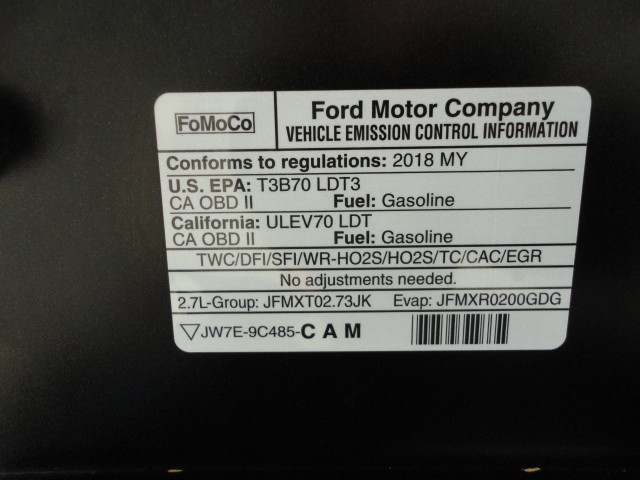 FoMoCo
Ford Motor Company
VEHICLE EMISSION CONTROL INFORMATION
Conforms to regulations: 2018 MY
U.S. EPA: T3B70 LDT3
CA OBD II Fuel: Gasoline
California: ULEV70 LDT
CA OBD II Fuel: Gasoline
TWC/DFI/SFI/WR-HO2S/HO2S/TC/CAC/EGR
No adjustments needed.
2.7L-Group: JFMXT02.73JK Evap: JFMXR0200GDG
JW7E-9C485-CAM